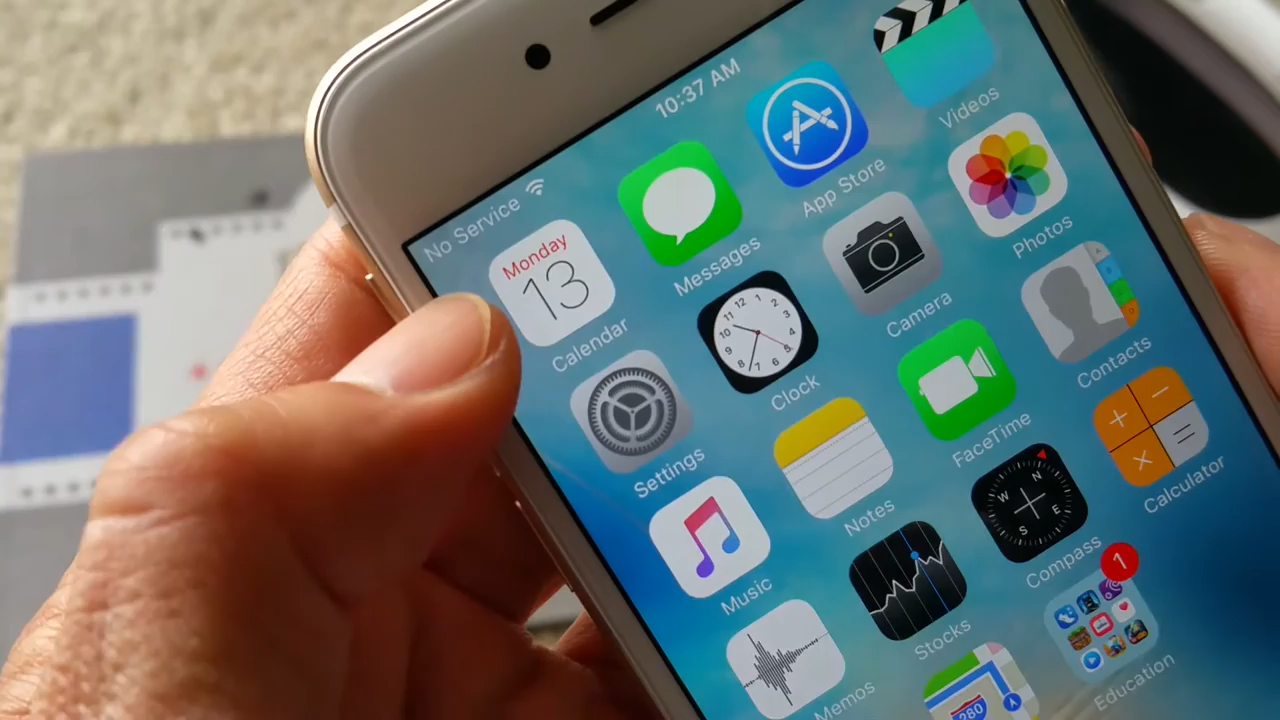 No Service 10:37 AM
Monday
13
Calendar
Messages
App Store
Videos
Settings
Clock
Camera
Photos
Music
Notes
FaceTime
Contacts
Memos
Stocks
Compass
Calculator
280
1
Education